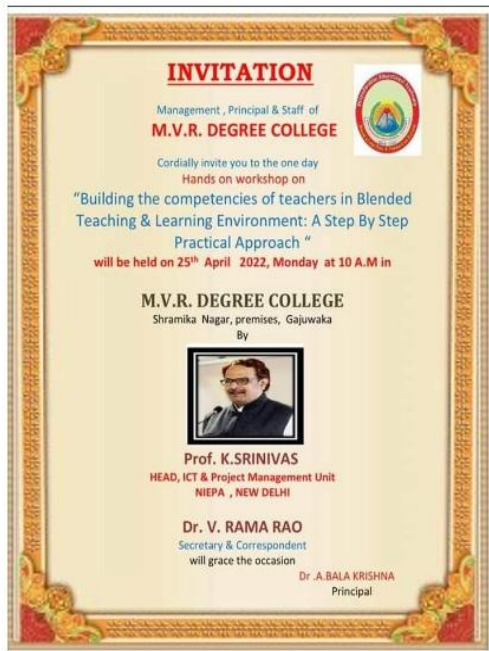 INVITATION
Management , Principal & Staff of
M.V.R. DEGREE COLLEGE
Cordially invite you to the one day
Hands on workshop on
“Building the competencies of teachers in Blended
Teaching & Learning Environment: A Step By Step
Practical Approach “
will be held on 25th April 2022, Monday at 10 A.M in
M.V.R. DEGREE COLLEGE
Shramika Nagar, premises, Gajuwaka
By
Prof. K.SRINIVAS
HEAD, ICT & Project Management Unit
NIEPA , NEW DELHI
Dr. V. RAMA RAO
Secretary & Correspondent
will grace the occasion
Dr .A.BALA KRISHNA
Principal